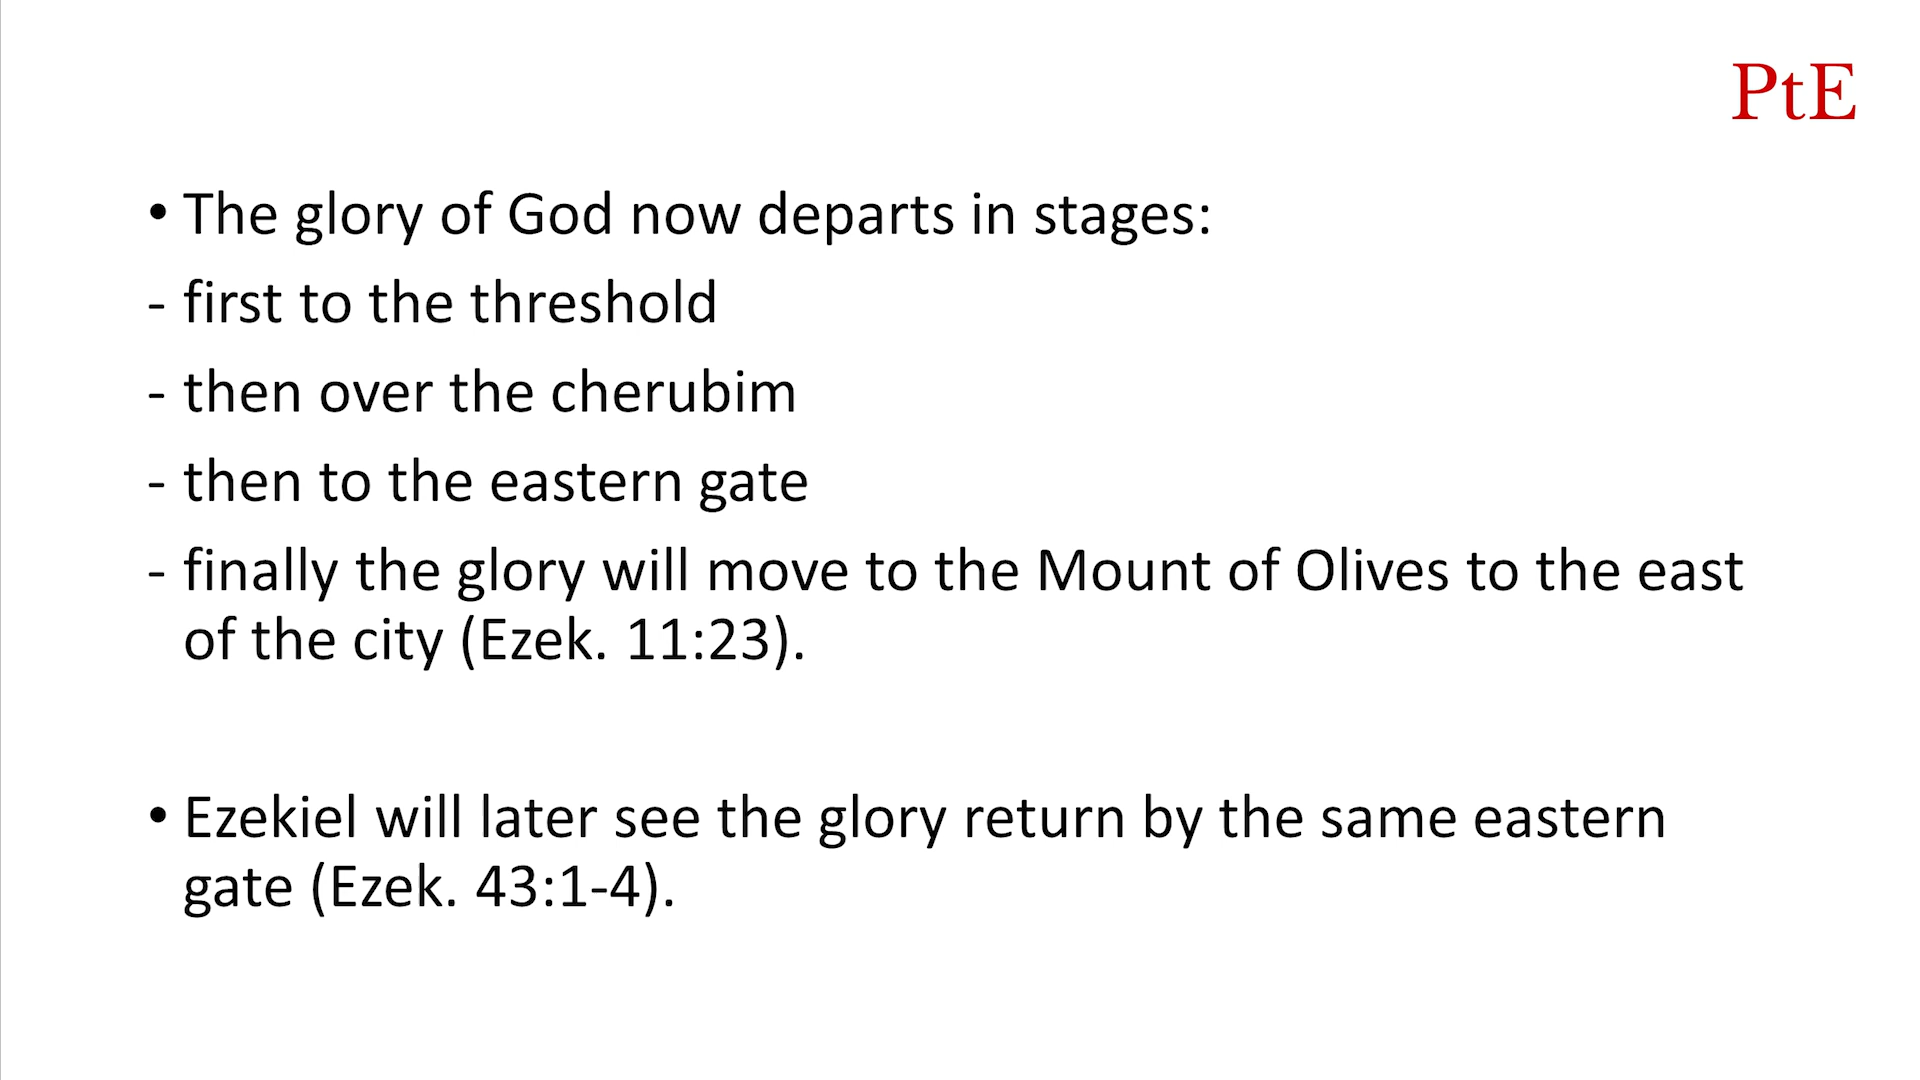 PtE
• The glory of God now departs in stages:
- first to the threshold
- then over the cherubim
- then to the eastern gate
- finally the glory will move to the Mount of Olives to the east
of the city (Ezek. 11:23).
• Ezekiel will later see the glory return by the same eastern
gate (Ezek. 43:1-4).